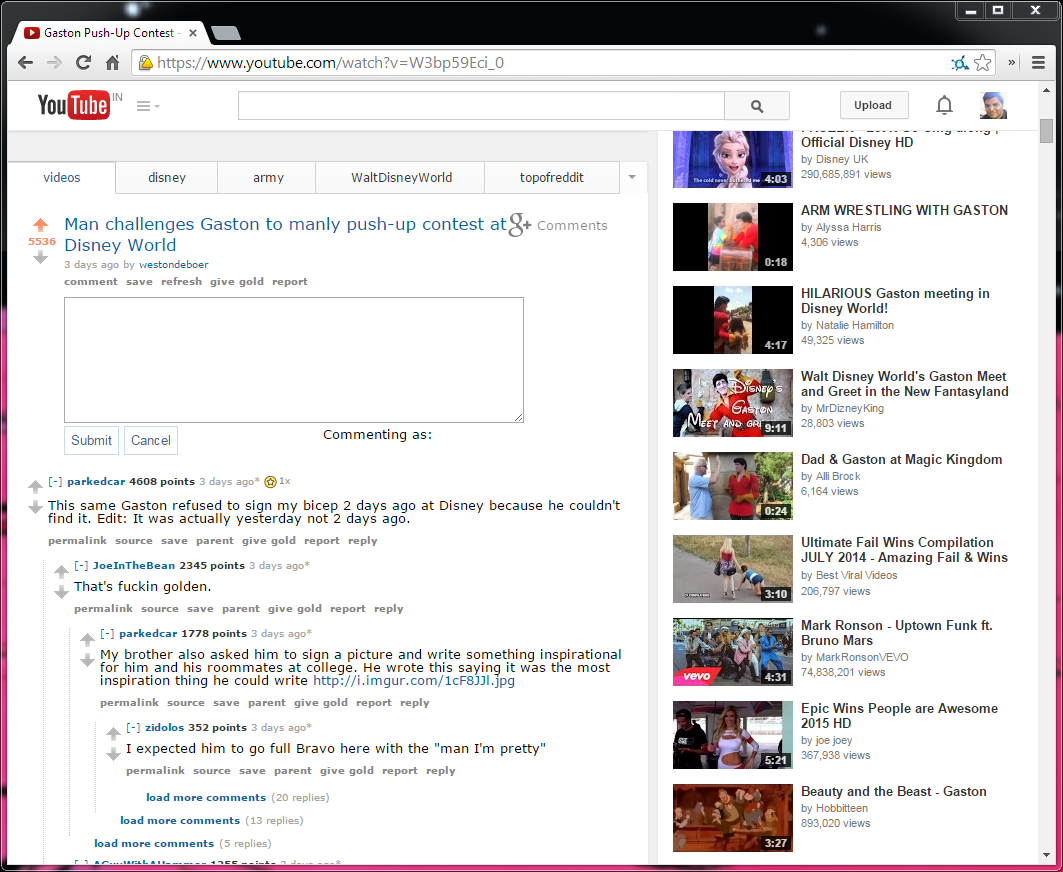 Gaston Push-Up Contest -
https://www.youtube.com/watch?v=W3bp59Eci_0
YouTube IN
Upload
videos
disney
army
WaltDisneyWorld
topofreddit
5536
Man challenges Gaston to manly push-up contest at
Disney World
g+ Comments
3 days ago by westondeboer
comment save refresh give gold report
Submit
Cancel
Commenting as:
[-] parkedcar 4608 points 3 days ago* 1x
This same Gaston refused to sign my bicep 2 days ago at Disney because he couldn't
find it. Edit: It was actually yesterday not 2 days ago.
permalink source save parent give gold report reply
[-] JoeInTheBean 2345 points 3 days ago*
That's fuckin golden.
permalink source save parent give gold report reply
[-] parkedcar 1778 points 3 days ago*
My brother also asked him to sign a picture and write something inspirational
for him and his roommates at college. He wrote this saying it was the most
inspiration thing he could write http://i.imgur.com/1cF8JJl.jpg
permalink source save parent give gold report reply
[-] zidolos 352 points 3 days ago*
I expected him to go full Bravo here with the "man I'm pretty"
permalink source save parent give gold report reply
load more comments (20 replies)
load more comments (13 replies)
load more comments (5 replies)
Official Disney HD
by Disney UK
290,685,891 views
The cold never bothered me
4:03
ARM WRESTLING WITH GASTON
by Alyssa Harris
4,306 views
0:18
HILARIOUS Gaston meeting in
Disney World!
by Natalie Hamilton
49,325 views
4:17
Walt Disney World's Gaston Meet
and Greet in the New Fantasyland
by MrDizneyKing
28,803 views
DISNEY'S
GASTON
MEET AND
9:11
Dad & Gaston at Magic Kingdom
by Alli Brock
6,164 views
0:24
Ultimate Fail Wins Compilation
JULY 2014 - Amazing Fail & Wins
by Best Viral Videos
206,797 views
3:10
Mark Ronson - Uptown Funk ft.
Bruno Mars
by MarkRonsonVEVO
74,838,201 views
vevo
4:31
Epic Wins People are Awesome
2015 HD
by joe joey
367,938 views
5:21
Beauty and the Beast - Gaston
by Hobbitteen
893,020 views
3:27